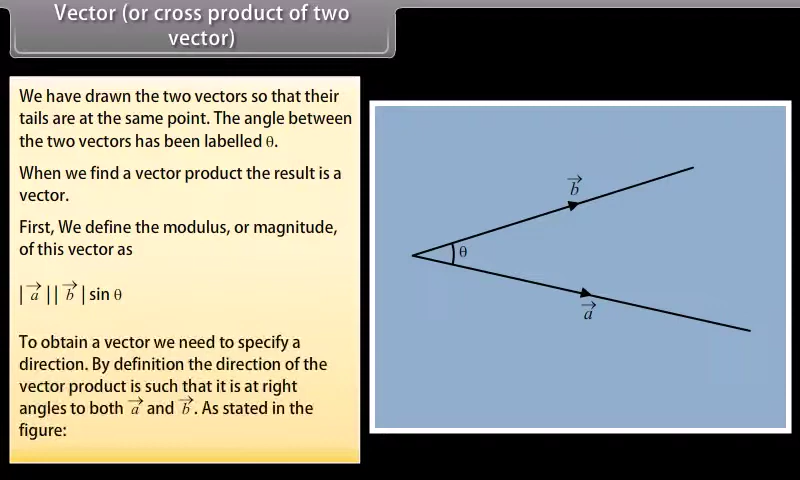 Vector (or cross product of two
vector)
We have drawn the two vectors so that their
tails are at the same point. The angle between
the two vectors has been labelled θ.
When we find a vector product the result is a
vector.
First, We define the modulus, or magnitude,
of this vector as
| a⃗ | | b⃗ | sin θ
To obtain a vector we need to specify a
direction. By definition the direction of the
vector product is such that it is at right
angles to both a⃗ and b⃗. As stated in the
figure:
b⃗
θ
a⃗